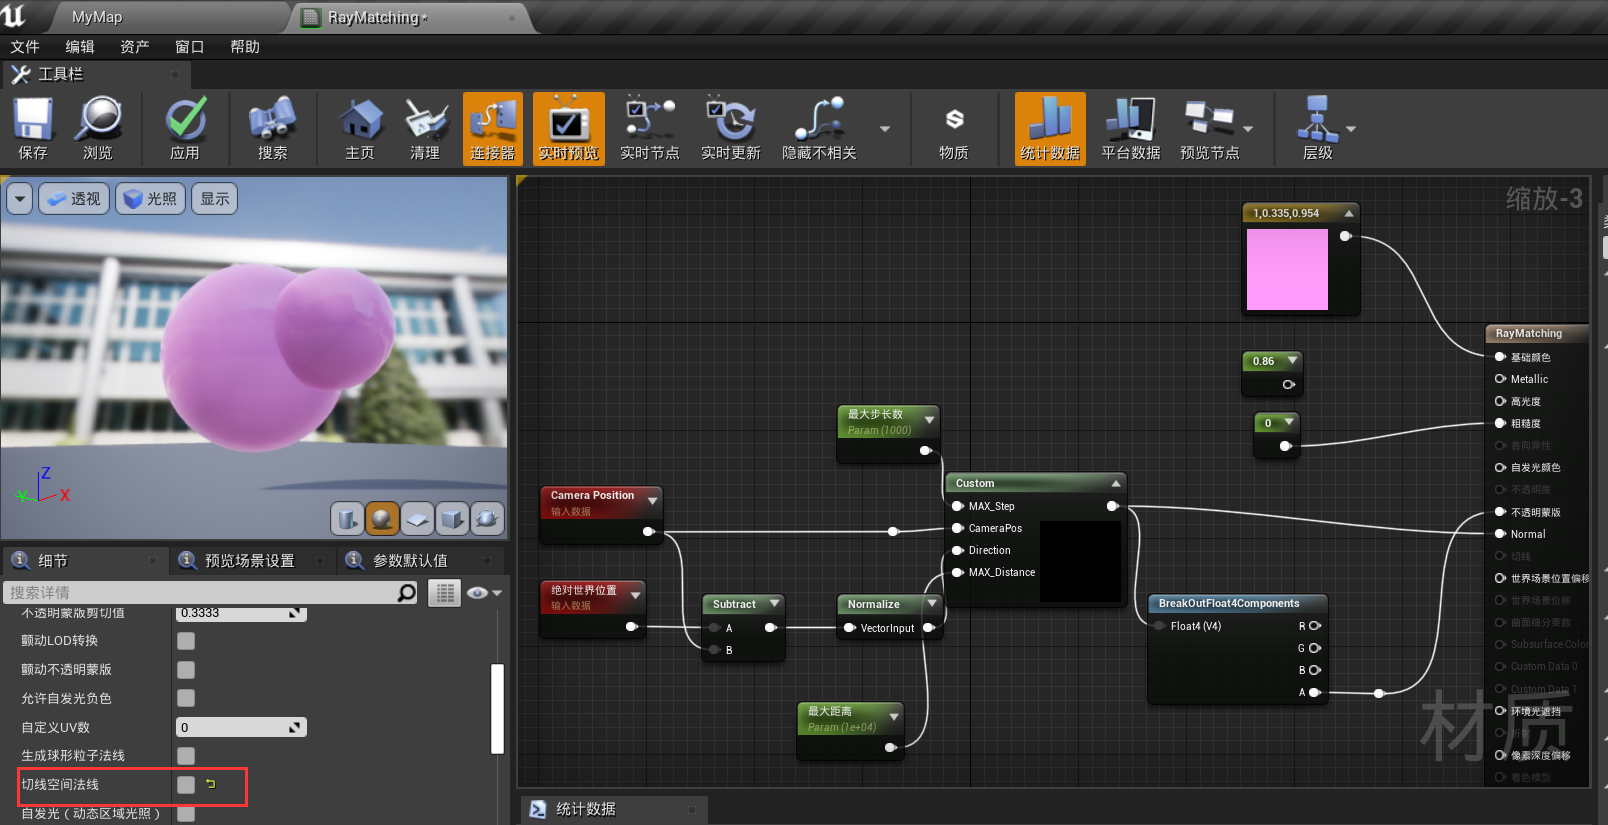 MyMap
RayMatching*
文件 编辑 资产 窗口 帮助
工具栏
保存 浏览 应用 搜索 主页 清理 连接器 实时预览 实时节点 实时更新 隐藏不相关 物质 统计数据 平台数据 预览节点 层级
透视 光照 显示
缩放-3
1,0.335,0.954
RayMatching
基础颜色
0.86
Metallic
高光度
最大步长数
Param (1000)
0
粗糙度
各向异性
自发光颜色
Custom
不透明度
Camera Position
输入数据
MAX_Step
不透明蒙版
CameraPos
Normal
Direction
切线
MAX_Distance
世界场景位置偏移
绝对世界位置
输入数据
世界场景位移
Subtract
Normalize
BreakOutFloat4Components
曲面细分乘数
A
VectorInput
Float4 (V4)
R
B
G
Subsurface Color
B
Custom Data 0
A
Custom Data 1
最大距离
Param (1e+04)
环境光遮挡
折射
像素深度偏移
着色模型
材质
Z
Y
X
细节 预览场景设置 参数默认值
搜索详情
不透明蒙版剪切值 0.3333
颤动LOD转换
颤动不透明蒙版
允许自发光负色
自定义UV数 0
生成球形粒子法线
切线空间法线
自发光（动态区域光照）
统计数据